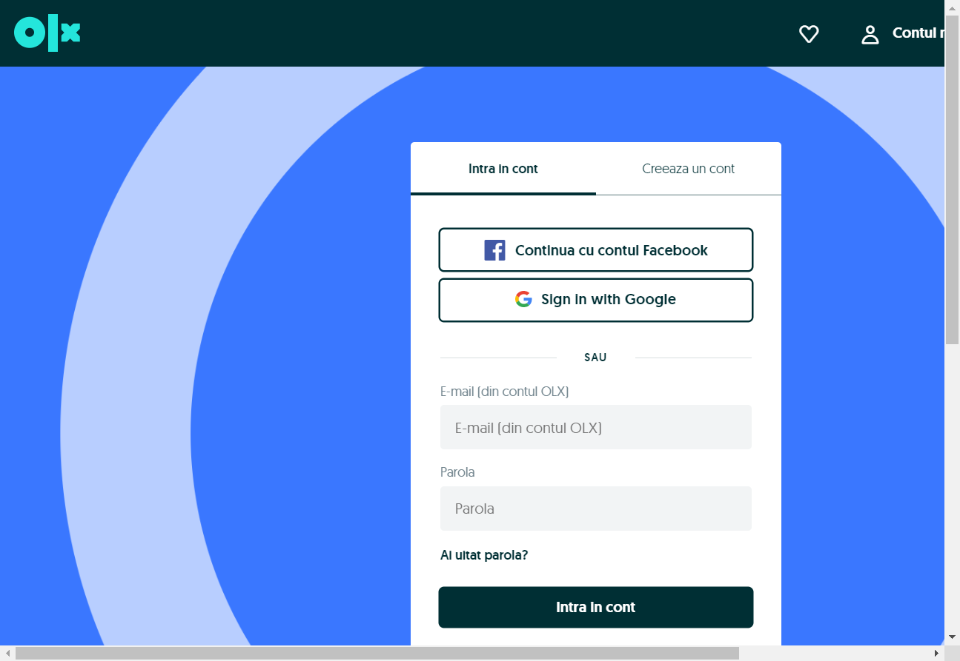 olx
Contul
Intra in cont
Creeaza un cont
Continua cu contul Facebook
Sign in with Google
SAU
E-mail (din contul OLX)
E-mail (din contul OLX)
Parola
Parola
Ai uitat parola?
Intra in cont